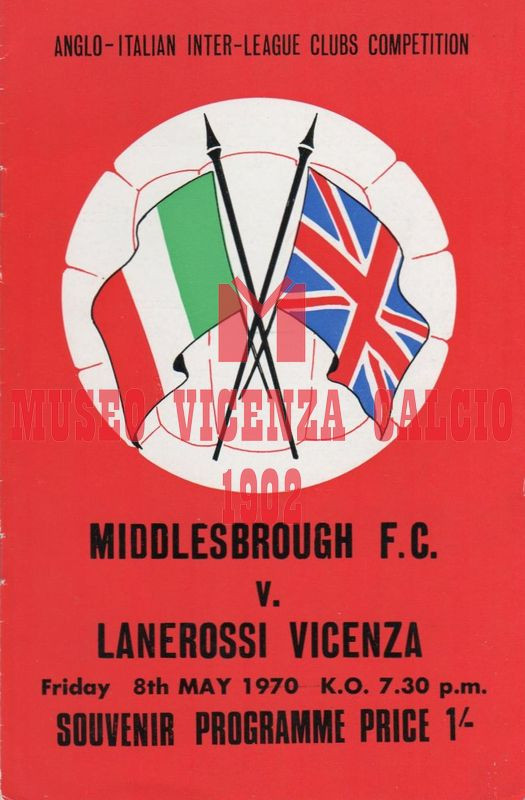 ANGLO-ITALIAN INTER-LEAGUE CLUBS COMPETITION
MUSEO VICENZA CALCIO
1902
MIDDLESBROUGH F.C.
v.
LANEROSSI VICENZA
Friday 8th MAY 1970 K.O. 7.30 p.m.
SOUVENIR PROGRAMME PRICE 1/-